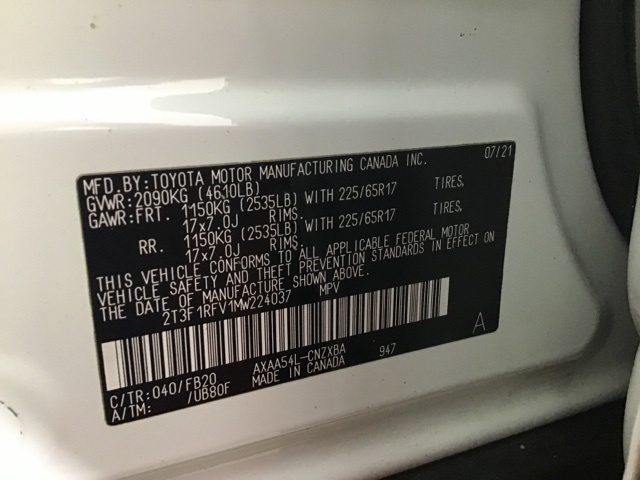 MFD.BY:TOYOTA MOTOR MANUFACTURING CANADA INC. 07/21
GVWR:2090KG (4610LB)
GAWR:FRT. 1150KG (2535LB) WITH 225/65R17 TIRES,
17x7.0J RIMS.
RR. 1150KG (2535LB) WITH 225/65R17 TIRES,
17x7.0J RIMS.
THIS VEHICLE CONFORMS TO ALL APPLICABLE FEDERAL MOTOR
VEHICLE SAFETY AND THEFT PREVENTION STANDARDS IN EFFECT ON
THE DATE OF MANUFACTURE SHOWN ABOVE.
2T3F1RFV1MW224037 MPV
A
C/TR:040/FB20 AXAA54L-CNZXBA 947
A/TM: /UB80F MADE IN CANADA